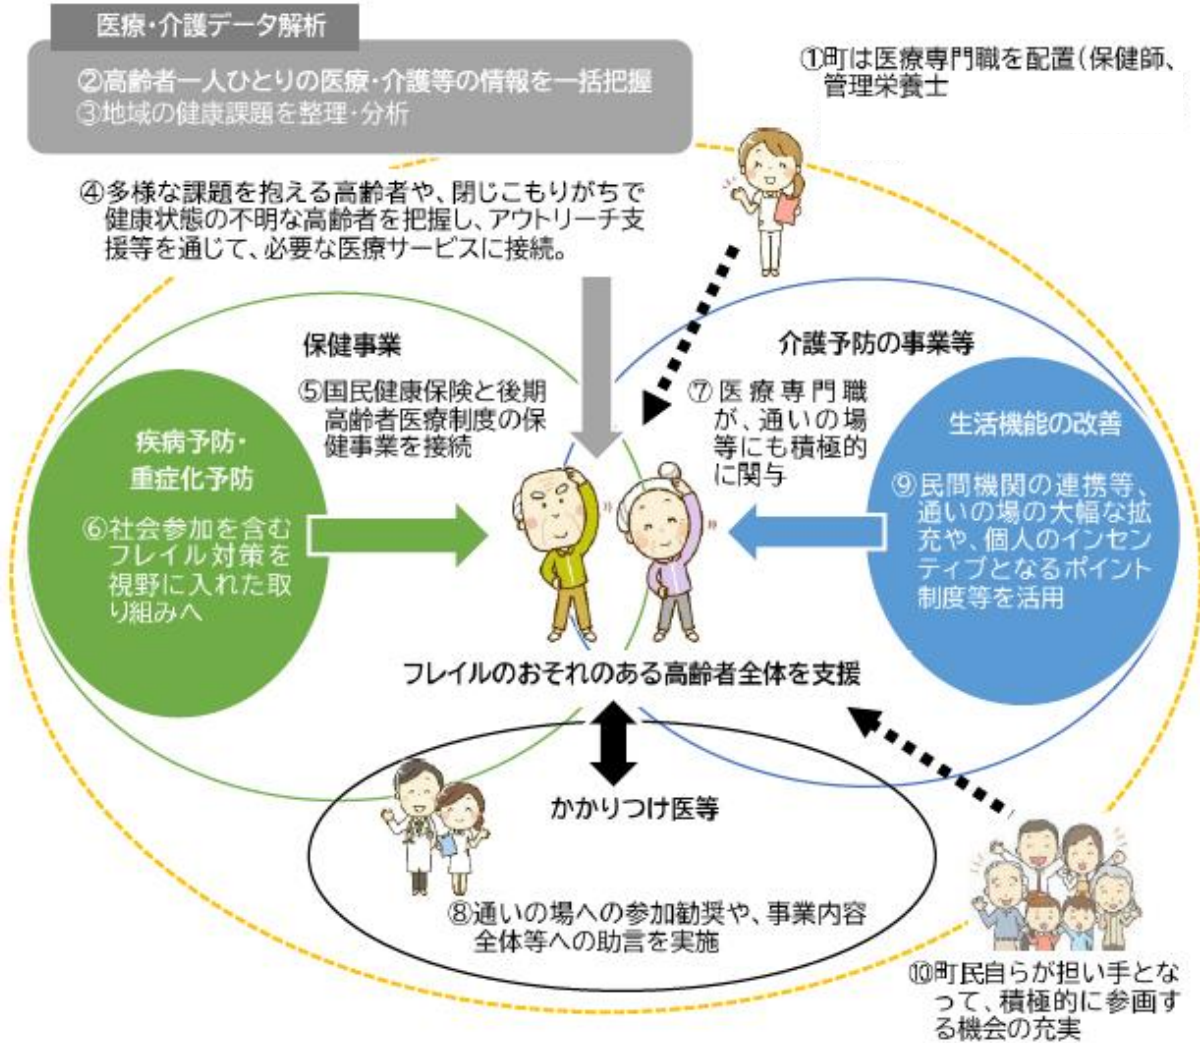 医療・介護データ解析
②高齢者一人ひとりの医療・介護等の情報を一括把握
③地域の健康課題を整理・分析
①町は医療専門職を配置(保健師、
管理栄養士
④多様な課題を抱える高齢者や、閉じこもりがちで
健康状態の不明な高齢者を把握し、アウトリーチ支
援等を通じて、必要な医療サービスに接続。
保健事業
⑤国民健康保険と後期
高齢者医療制度の保
健事業を接続
介護予防の事業等
⑦医療専門職
が、通いの場
等にも積極的
に関与
疾病予防・
重症化予防
⑥社会参加を含む
フレイル対策を
視野に入れた取
り組みへ
生活機能の改善
⑨民間機関の連携等、
通いの場の大幅な拡
充や、個人のインセン
ティブとなるポイント
制度等を活用
フレイルのおそれのある高齢者全体を支援
かかりつけ医等
⑧通いの場への参加勧奨や、事業内容
全体等への助言を実施
⑩町民自らが担い手とな
って、積極的に参画す
る機会の充実